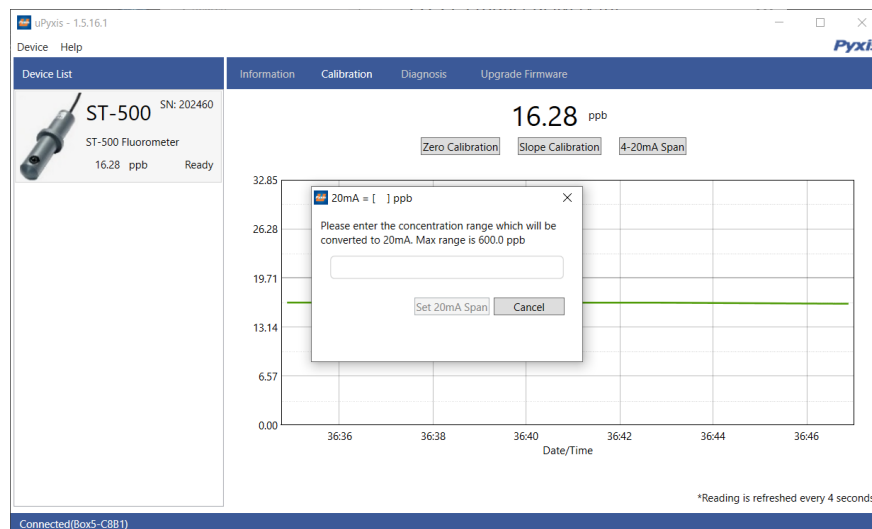 uPyxis - 1.5.16.1
Device Help
Pyxis
Device List
Information Calibration Diagnosis Upgrade Firmware
ST-500 SN: 202460
ST-500 Fluorometer
16.28 ppb Ready
16.28 ppb
Zero Calibration Slope Calibration 4-20mA Span
32.85
26.28
19.71
13.14
6.57
0.00
20mA = [ ] ppb
Please enter the concentration range which will be
converted to 20mA. Max range is 600.0 ppb
Set 20mA Span Cancel
36:36 36:38 36:40 36:42 36:44 36:46
Date/Time
*Reading is refreshed every 4 seconds
Connected(Box5-C8B1)